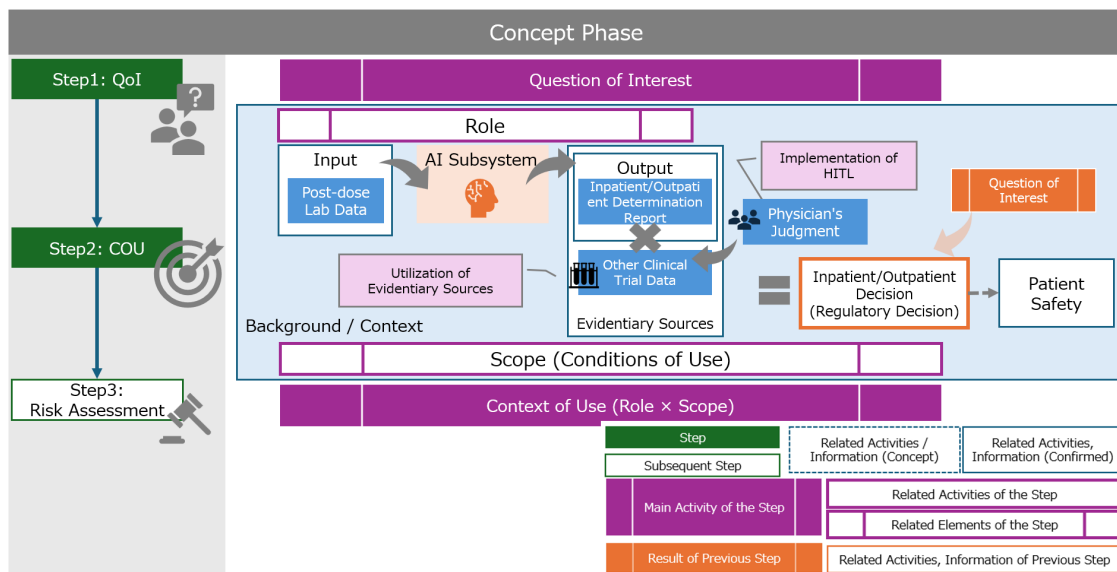 Concept Phase
Step1: QoI
?
Step2: COU
Step3:
Risk Assessment
Question of Interest
Role
Input
Post-dose
Lab Data
AI Subsystem
Output
Inpatient/Outpati
ent Determination
Report
Other Clinical
Trial Data
Evidentiary Sources
Implementation of
HITL
Physician's
Judgment
Utilization of
Evidentiary Sources
Question of
Interest
Inpatient/Outpatient
Decision
(Regulatory Decision)
Patient
Safety
Background / Context
Scope (Conditions of Use)
Context of Use (Role × Scope)
Step
Subsequent Step
Related Activities /
Information (Concept)
Related Activities,
Information (Confirmed)
Main Activity of the Step
Related Activities of the Step
Related Elements of the Step
Result of Previous Step
Related Activities, Information of Previous Step